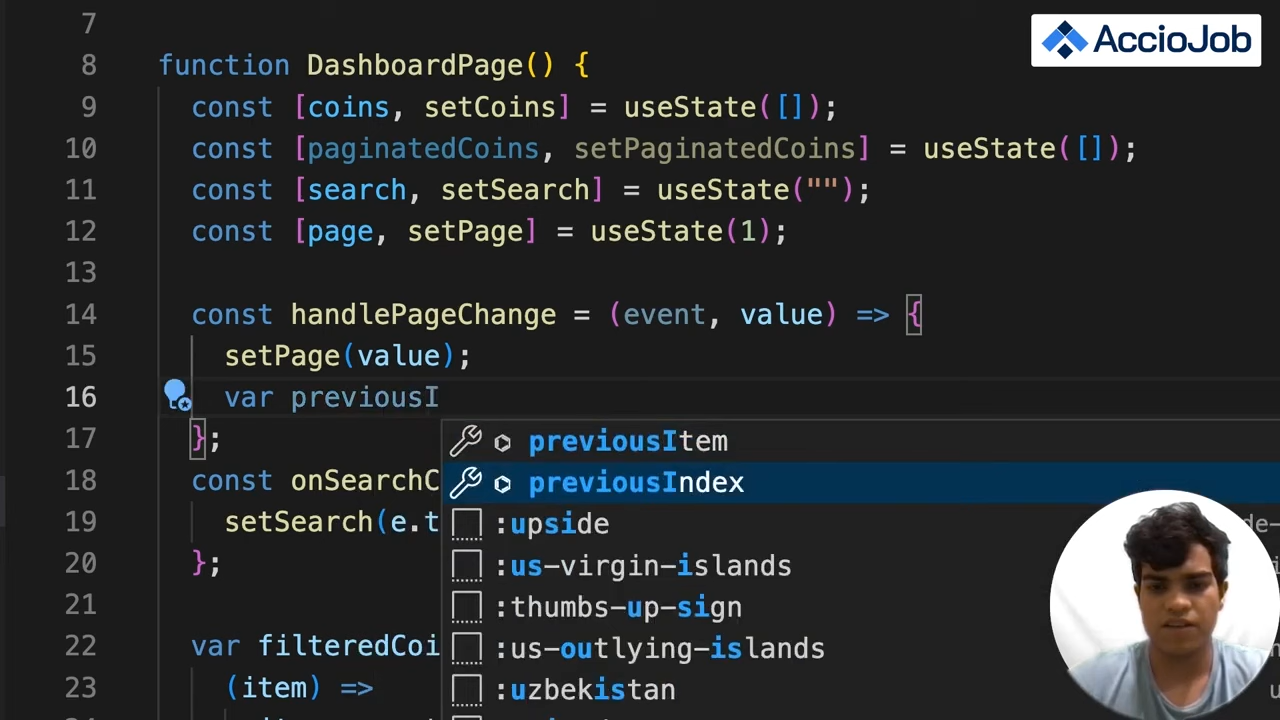 AccioJob
7
8 function DashboardPage() {
9 const [coins, setCoins] = useState([]);
10 const [paginatedCoins, setPaginatedCoins] = useState([]);
11 const [search, setSearch] = useState("");
12 const [page, setPage] = useState(1);
13
14 const handlePageChange = (event, value) => {
15 setPage(value);
16 var previousI
17 };
previousItem
18 const onSearchC
previousIndex
19 setSearch(e.t
:upside
20 };
:us-virgin-islands
21
:thumbs-up-sign
22 var filteredCoi
:us-outlying-islands
23 (item) =>
:uzbekistan